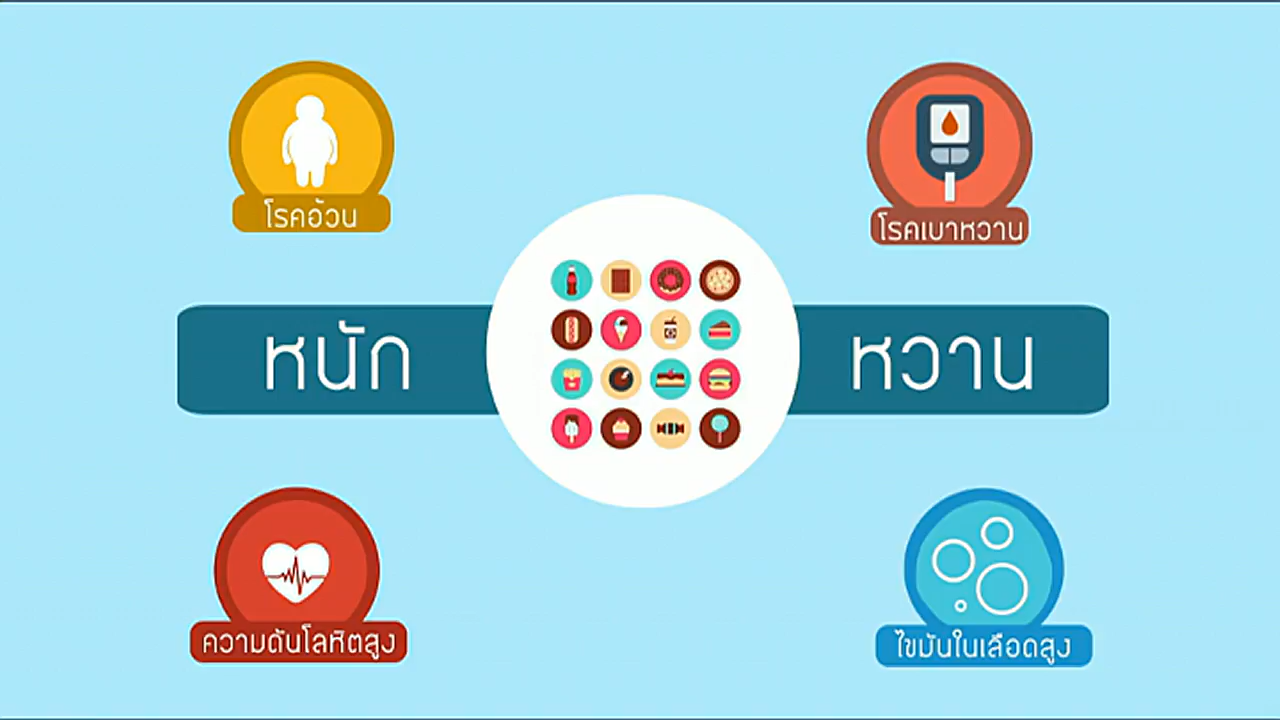 โรคอ้วน
โรคเบาหวาน
หนัก
หวาน
ความดันโลหิตสูง
ไขมันในเลือดสูง